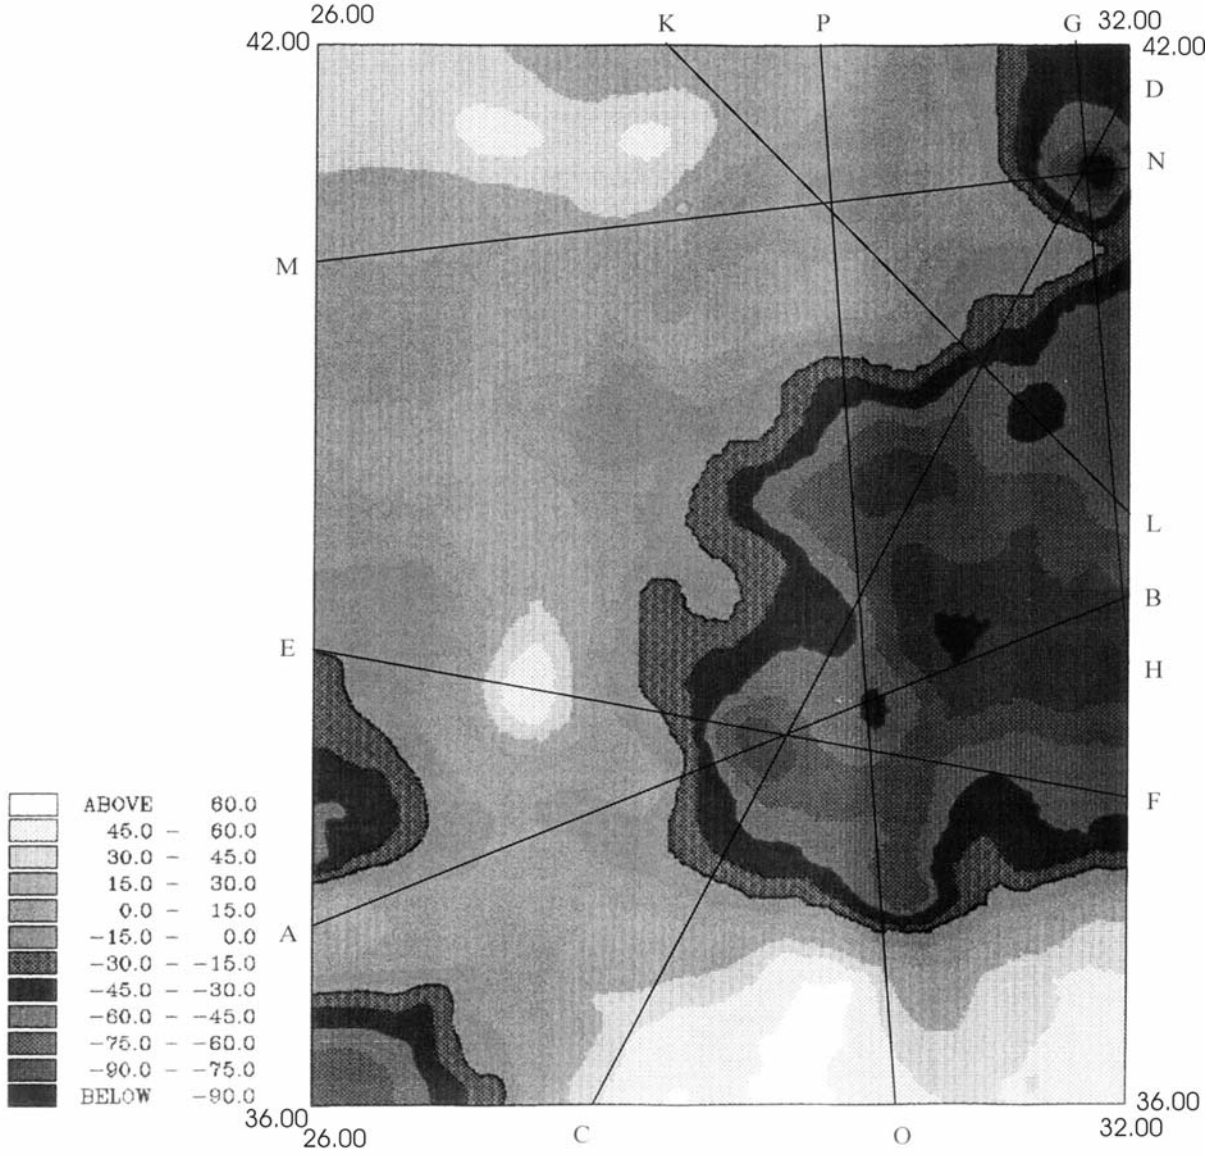 26.00 K P G 32.00
42.00 42.00
D
N
M
L
B
E
H
F
A
ABOVE 60.0
45.0 - 60.0
30.0 - 45.0
15.0 - 30.0
0.0 - 15.0
-15.0 - 0.0
-30.0 - -15.0
-45.0 - -30.0
-60.0 - -45.0
-75.0 - -60.0
-90.0 - -75.0
BELOW -90.0
36.00 36.00
26.00 C O 32.00